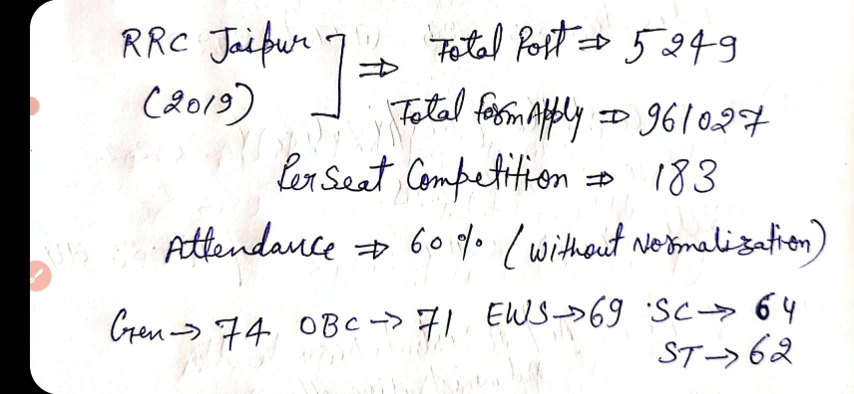 RRC Jaipur ] ⇒ Total Post ⇒ 5249
(2019) Total form Apply ⇒ 961027
Per Seat Competition ⇒ 183
Attendance ⇒ 60% (without Normalization)
Gen → 74 OBC → 71 EWS → 69 SC → 64
ST → 62